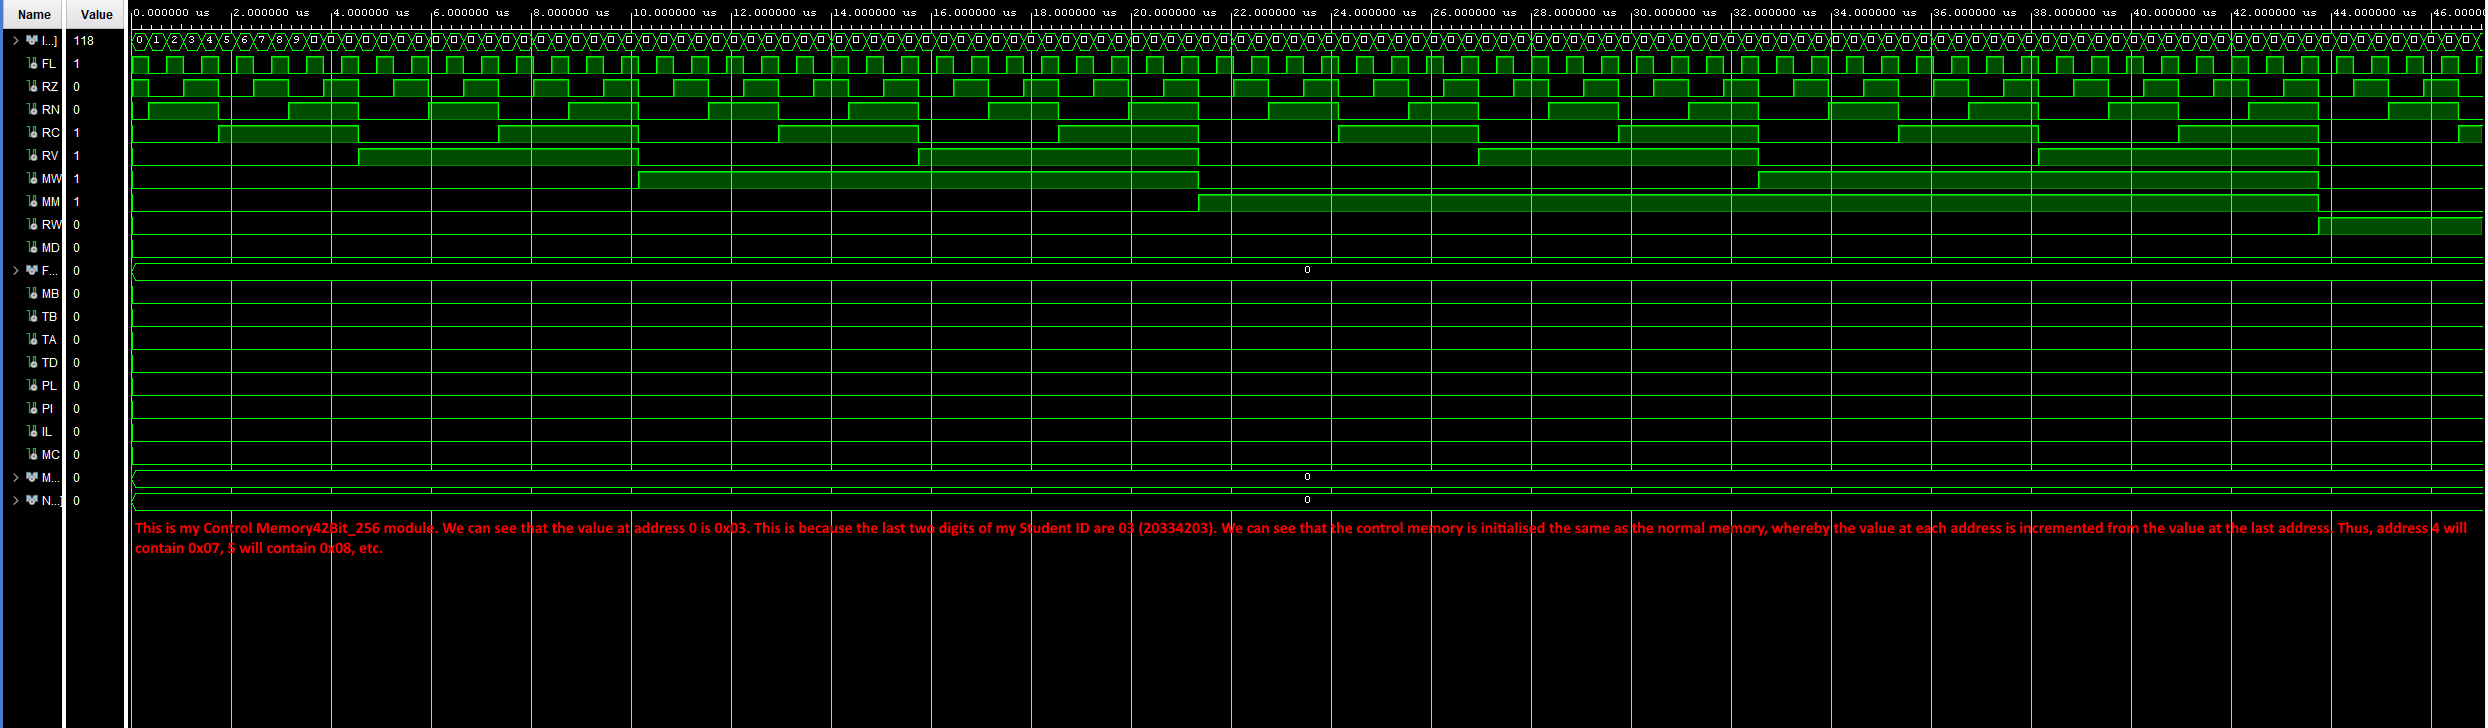 Name Value
0.000000 us 2.000000 us 4.000000 us 6.000000 us 8.000000 us 10.000000 us 12.000000 us 14.000000 us 16.000000 us 18.000000 us 20.000000 us 22.000000 us 24.000000 us 26.000000 us 28.000000 us 30.000000 us 32.000000 us 34.000000 us 36.000000 us 38.000000 us 40.000000 us 42.000000 us 44.000000 us 46.00000
I...] 118 0 1 2 3 4 5 6 7 8 9
FL 1
RZ 0
RN 0
RC 1
RV 1
MW 1
MM 1
RW 0
MD 0
F... 0 0
MB 0
TB 0
TA 0
TD 0
PL 0
PI 0
IL 0
MC 0
M... 0 0
N...] 0 0
This is my Control Memory42Bit_256 module. We can see that the value at address 0 is 0x03. This is because the last two digits of my Student ID are 03 (20334203). We can see that the control memory is initialised the same as the normal memory, whereby the value at each address is incremented from the value at the last address. Thus, address 4 will
contain 0x07, 5 will contain 0x08, etc.